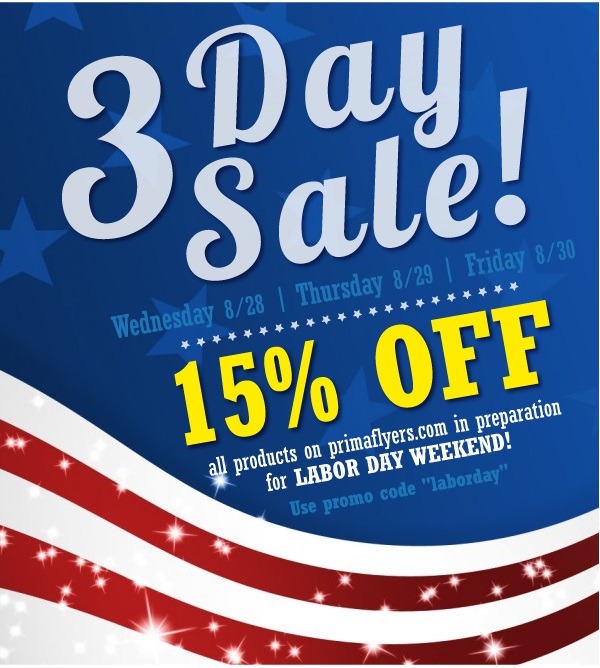 3 Day
Sale!
Wednesday 8/28 | Thursday 8/29 | Friday 8/30
15% OFF
all products on primaflyers.com in preparation
for LABOR DAY WEEKEND!
Use promo code "laborday"